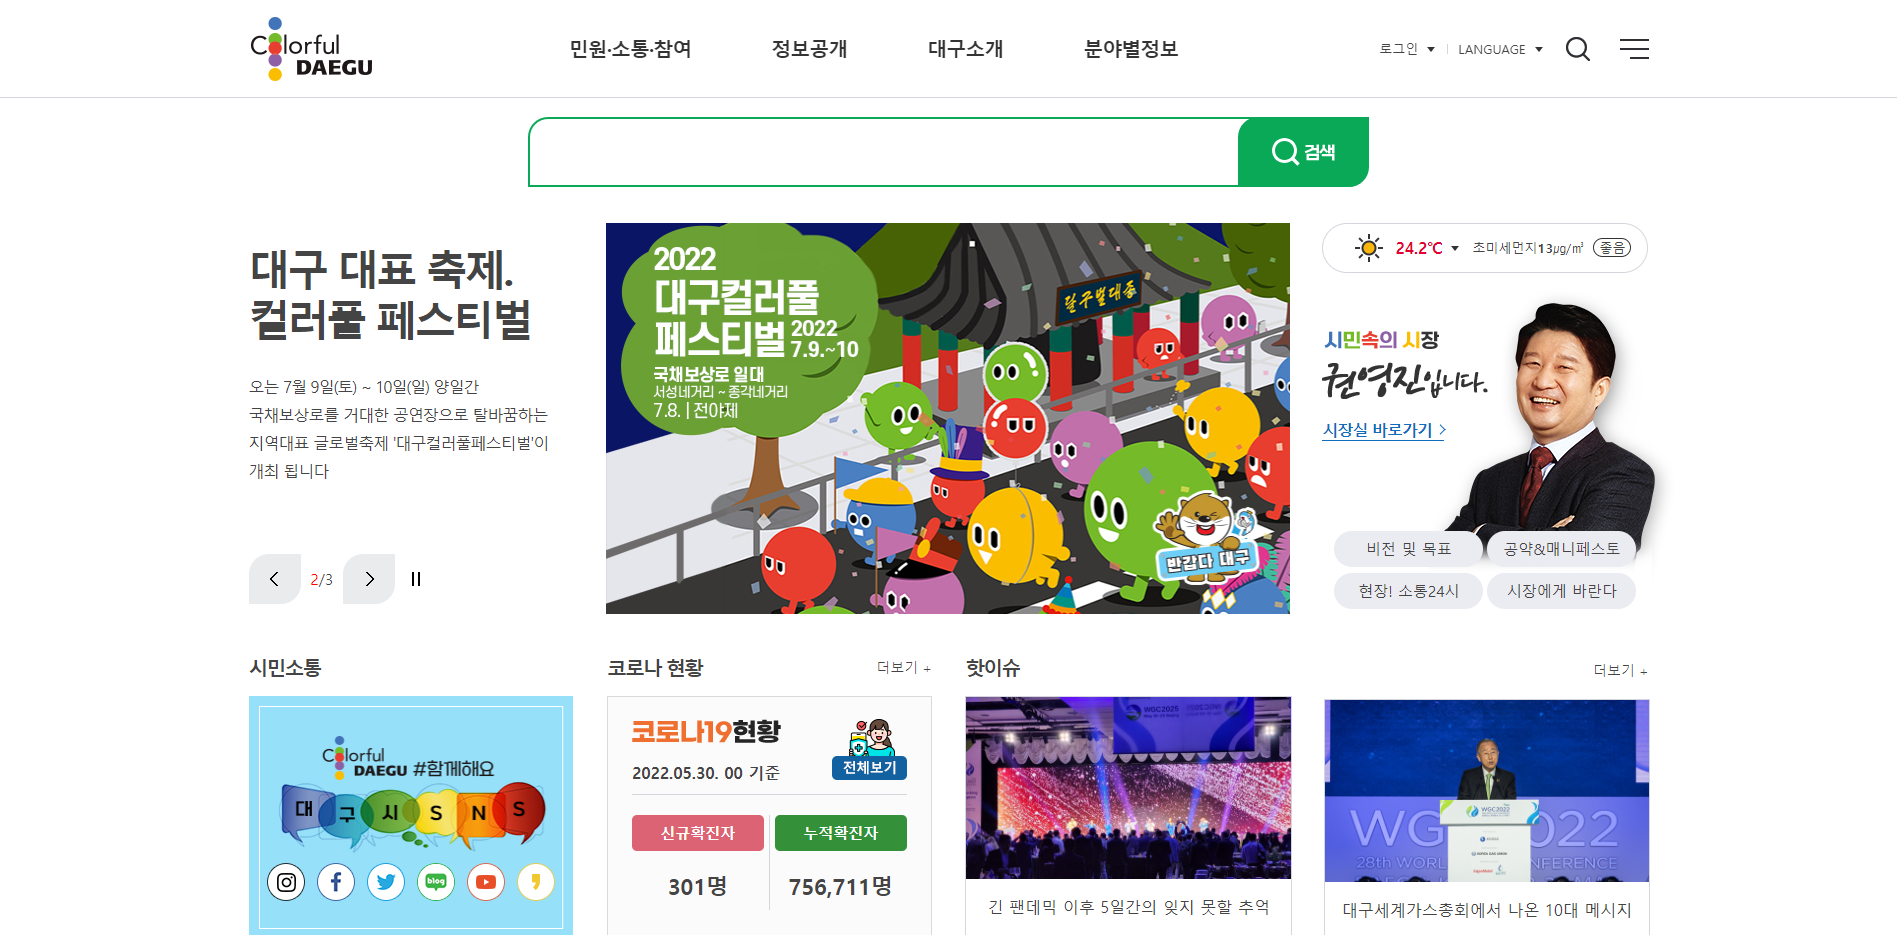 Colorful
DAEGU
민원·소통·참여
정보공개
대구소개
분야별정보
로그인
LANGUAGE
검색
대구 대표 축제.
컬러풀 페스티벌
오는 7월 9일(토) ~ 10일(일) 양일간
국채보상로를 거대한 공연장으로 탈바꿈하는
지역대표 글로벌축제 '대구컬러풀페스티벌'이
개최 됩니다
2/3
2022
대구컬러풀
페스티벌 2022
7.9.~10
국채보상로 일대
서성네거리 ~ 종각네거리
7.8. | 전야제
달구벌대종
반갑다 대구
24.2℃
초미세먼지13㎍/㎥
좋음
시민속의 시장
권영진입니다.
시장실 바로가기
비전 및 목표
공약&매니페스토
현장! 소통24시
시장에게 바란다
시민소통
Colorful
DAEGU #함께해요
대구시SNS
blog
코로나 현황
더보기 +
코로나19현황
2022.05.30. 00 기준
전체보기
신규확진자
누적확진자
301명
756,711명
핫이슈
더보기 +
WGC2025
긴 팬데믹 이후 5일간의 잊지 못할 추억
WGC2022
28th WORL
대구세계가스총회에서 나온 10대 메시지